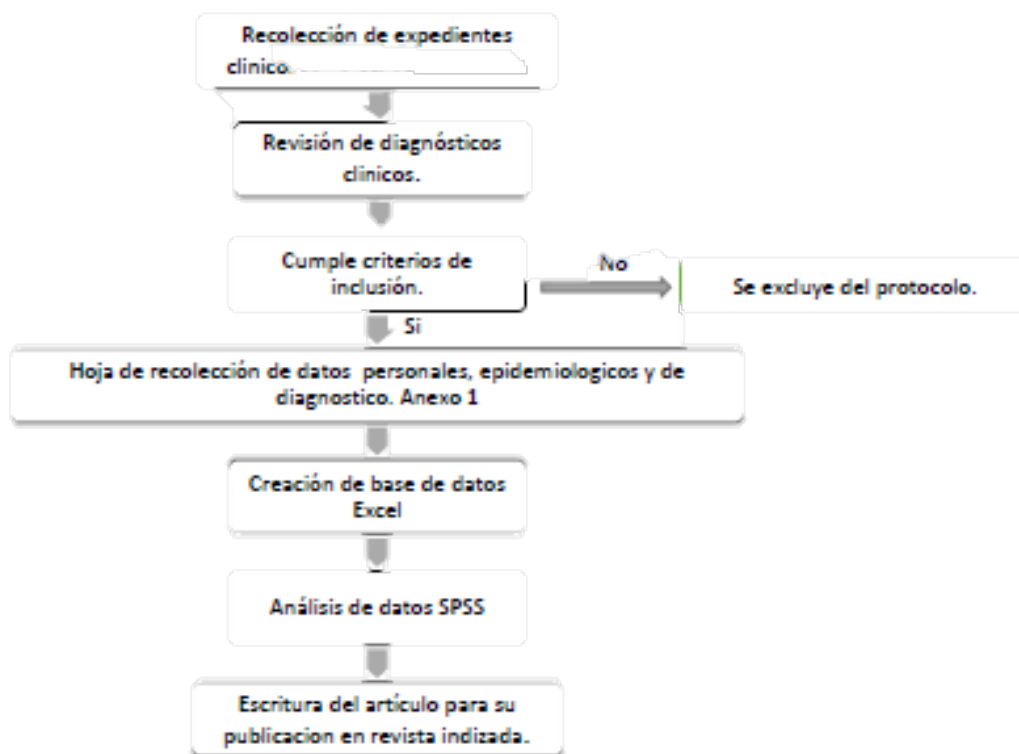 Recolección de expedientes
clinico
Revisión de diagnósticos
clinicos.
Cumple criterios de
inclusión.
No
Se excluye del protocolo.
Si
Hoja de recolección de datos personales, epidemiologicos y de
diagnostico. Anexo 1
Creación de base de datos
Excel
Análisis de datos SPSS
Escritura del artículo para su
publicacion en revista indizada.